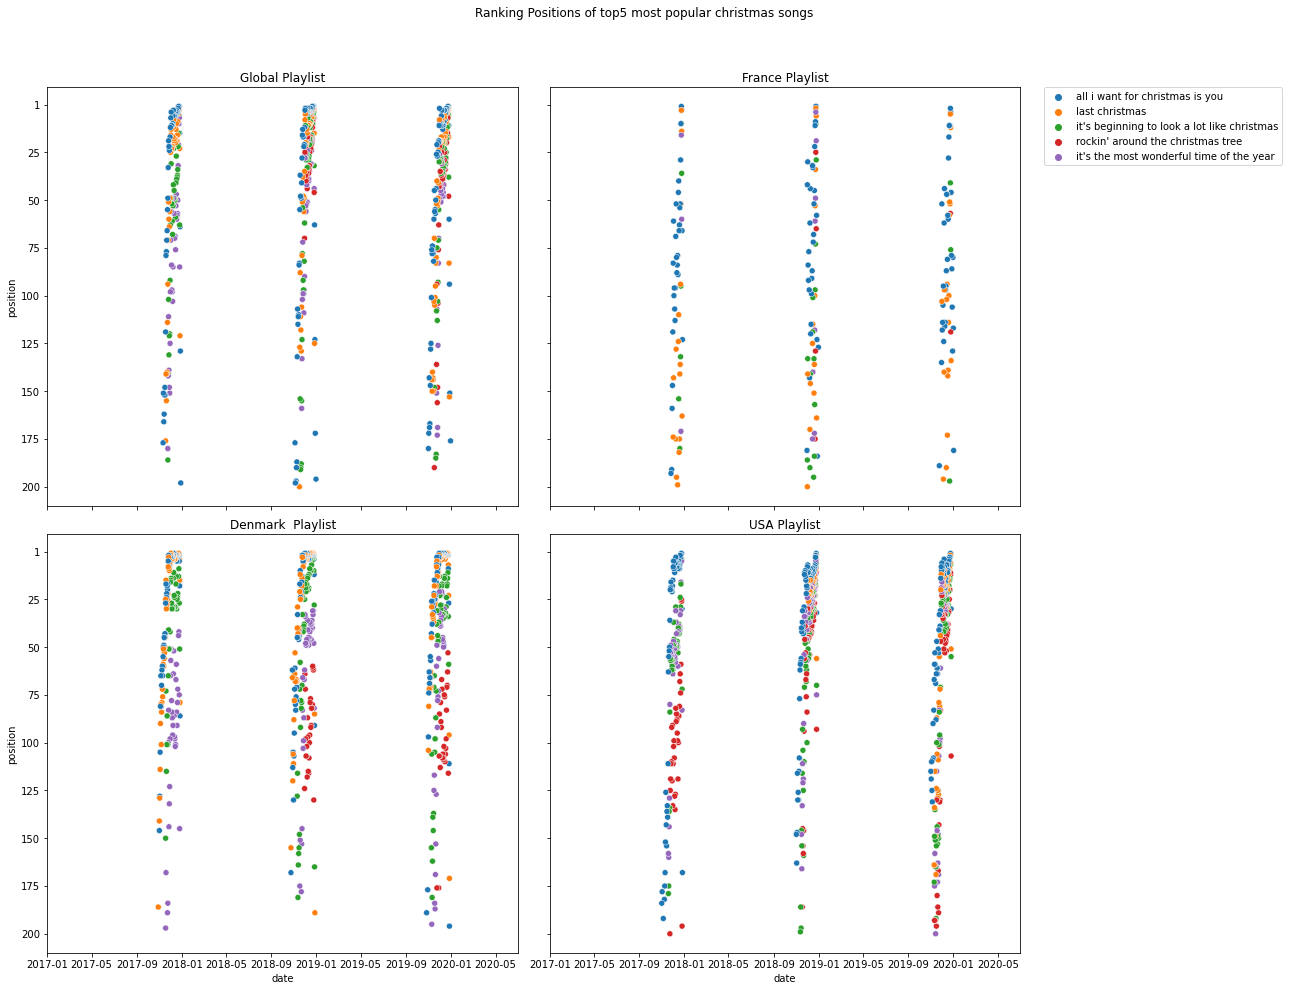 Ranking Positions of top5 most popular christmas songs
Global Playlist
France Playlist
all i want for christmas is you
last christmas
it's beginning to look a lot like christmas
rockin' around the christmas tree
it's the most wonderful time of the year
position
1
25
50
75
100
125
150
175
200
Denmark  Playlist
USA Playlist
position
1
25
50
75
100
125
150
175
200
2017-01 2017-05 2017-09 2018-01 2018-05 2018-09 2019-01 2019-05 2019-09 2020-01 2020-05
date
2017-01 2017-05 2017-09 2018-01 2018-05 2018-09 2019-01 2019-05 2019-09 2020-01 2020-05
date